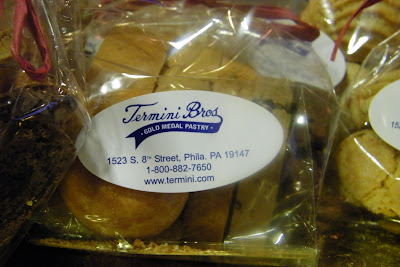 Termini Bros
· GOLD MEDAL PASTRY ·
1523 S. 8th Street, Phila. PA 19147
1-800-882-7650
www.termini.com